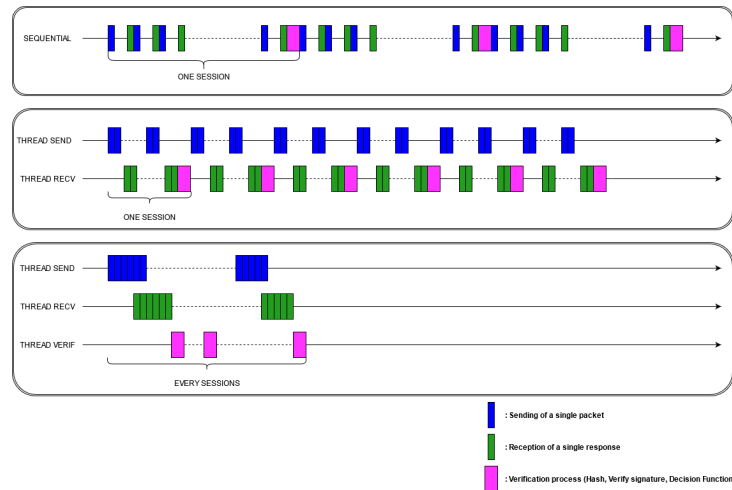 SEQUENTIAL
ONE SESSION
THREAD SEND
THREAD RECV
ONE SESSION
THREAD SEND
THREAD RECV
THREAD VERIF
EVERY SESSIONS
: Sending of a single packet
: Reception of a single response
: Verification process (Hash, Verify signature, Decision Function